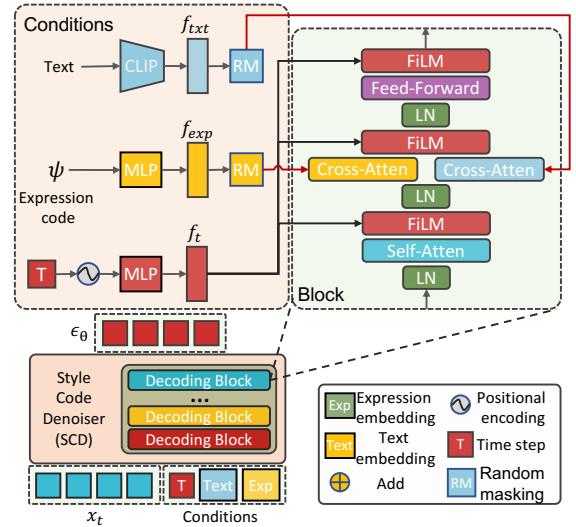 Conditions
Text
CLIP
f_txt
RM
ψ
Expression
code
MLP
f_exp
RM
T
MLP
f_t
FiLM
Feed-Forward
LN
FiLM
Cross-Atten
Cross-Atten
LN
FiLM
Self-Atten
LN
Block
ϵ_θ
Style
Code
Denoiser
(SCD)
Decoding Block
...
Decoding Block
Decoding Block
x_t
T
Text
Exp
Conditions
Exp
Expression
embedding
Positional
encoding
Text
Text
embedding
T
Time step
Add
RM
Random
masking